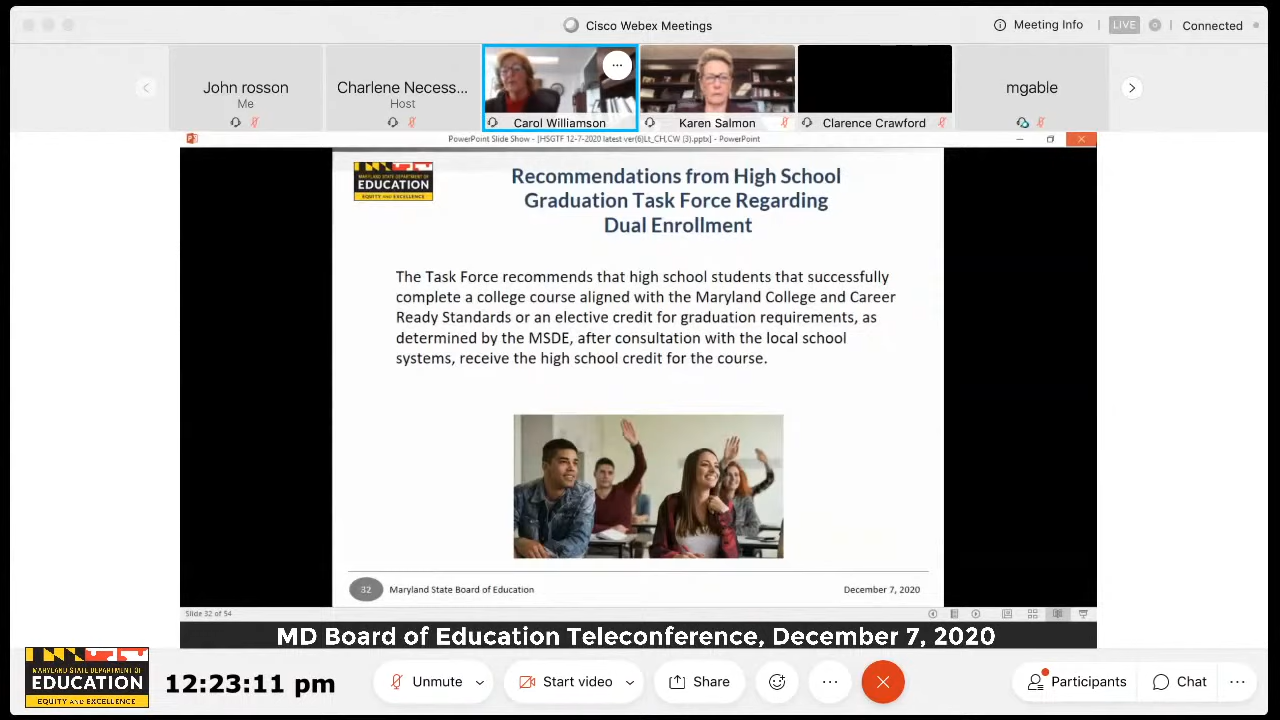 Cisco Webex Meetings
Meeting Info
LIVE
Connected
John rosson
Me
Charlene Necess...
Host
Carol Williamson
Karen Salmon
Clarence Crawford
mgable
PowerPoint Slide Show - [HSGTF 12-7-2020 latest ver(6)Lt_CH,CW (3).pptx] - PowerPoint
MARYLAND STATE DEPARTMENT OF
EDUCATION
EQUITY AND EXCELLENCE
Recommendations from High School
Graduation Task Force Regarding
Dual Enrollment
The Task Force recommends that high school students that successfully
complete a college course aligned with the Maryland College and Career
Ready Standards or an elective credit for graduation requirements, as
determined by the MSDE, after consultation with the local school
systems, receive the high school credit for the course.
32
Maryland State Board of Education
December 7, 2020
Slide 32 of 54
MD Board of Education Teleconference, December 7, 2020
MARYLAND STATE DEPARTMENT OF
EDUCATION
EQUITY AND EXCELLENCE
12:23:11 pm
Unmute
Start video
Share
Participants
Chat